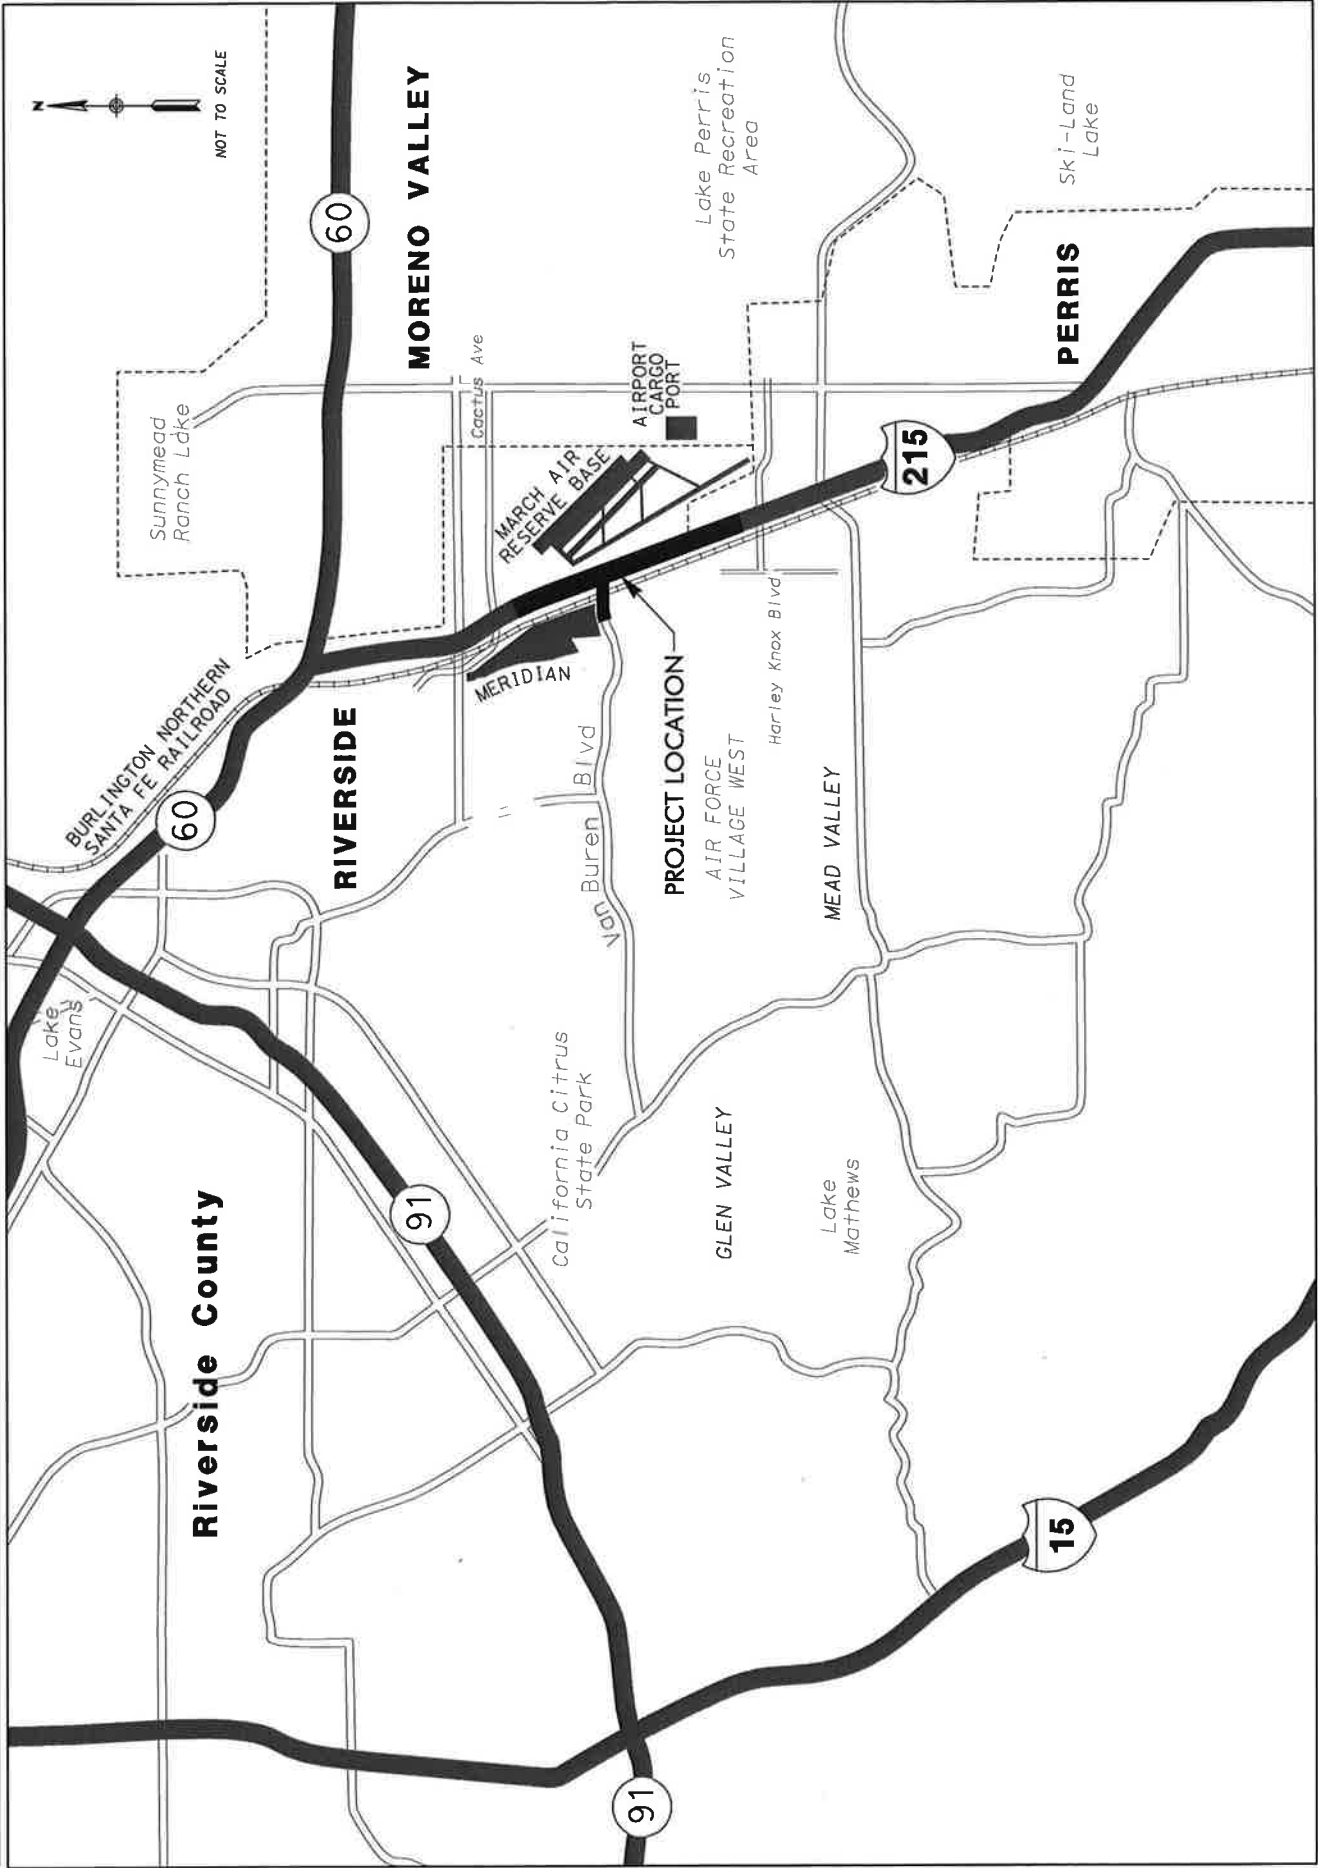 N
NOT TO SCALE
Riverside County
Lake
Evans
BURLINGTON NORTHERN
SANTA FE RAILROAD
60
Sunnymead
Ranch Lake
60
RIVERSIDE
MORENO VALLEY
Cactus Ave
91
MERIDIAN
MARCH AIR
RESERVE BASE
AIRPORT
CARGO
PORT
California Citrus
State Park
Van Buren Blvd
PROJECT LOCATION
Lake Perris
State Recreation
Area
91
GLEN VALLEY
AIR FORCE
VILLAGE WEST
Harley Knox Blvd
Lake
Mathews
MEAD VALLEY
215
15
PERRIS
Ski-Land
Lake